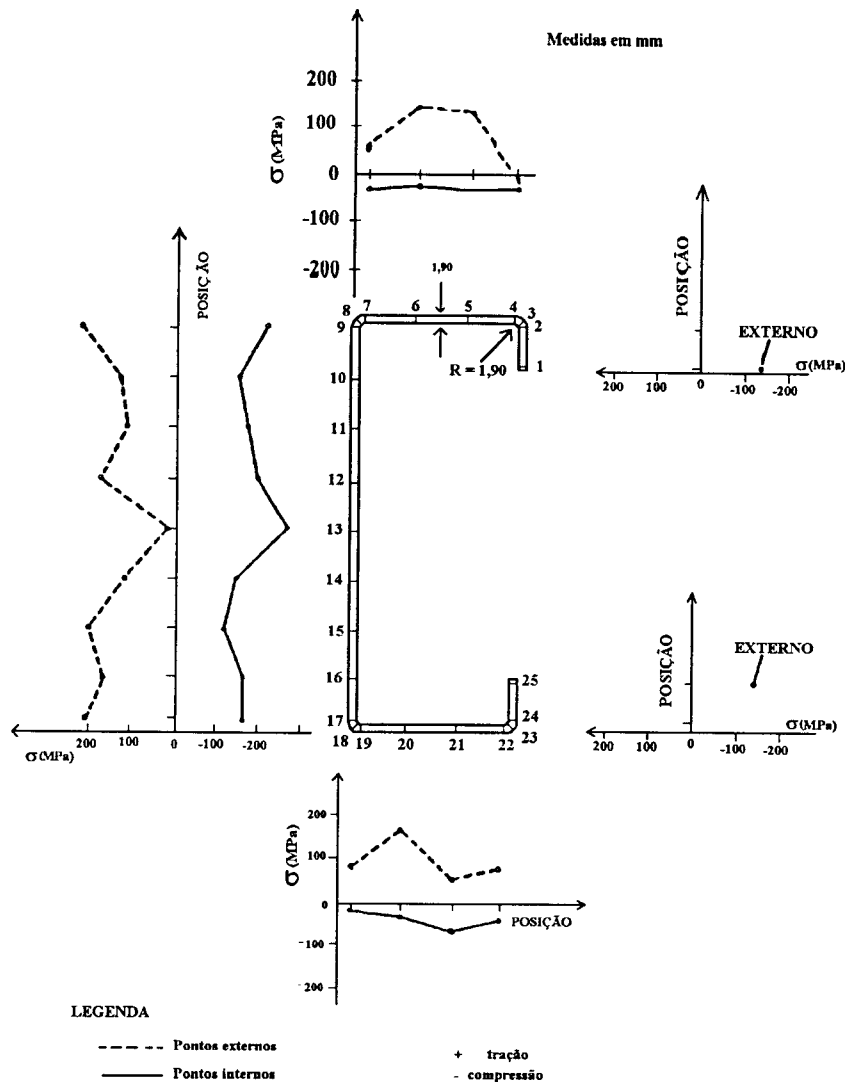 Medidas em mm
200
100
0
-100
-200
σ (MPa)
1,90
8 7 6 5 4 3
9 2
R = 1,90 1
10
11
12
13
14
15
16
17
18 19 20 21 22 23
24
25
POSIÇÃO
200 100 0 -100 -200
σ(MPa)
POSIÇÃO
EXTERNO
σ(MPa)
200 100 0 -100 -200
POSIÇÃO
EXTERNO
σ(MPa)
200 100 0 -100 -200
σ (MPa)
200
100
0
-100
200
POSIÇÃO
LEGENDA
Pontos externos
Pontos internos
+ tração
- compressão